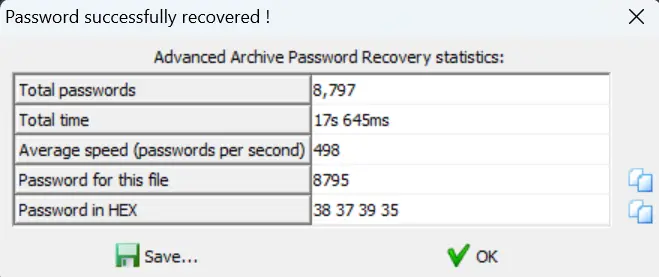 Password successfully recovered !
Advanced Archive Password Recovery statistics:
Total passwords 8,797
Total time 17s 645ms
Average speed (passwords per second) 498
Password for this file 8795
Password in HEX 38 37 39 35
Save... OK